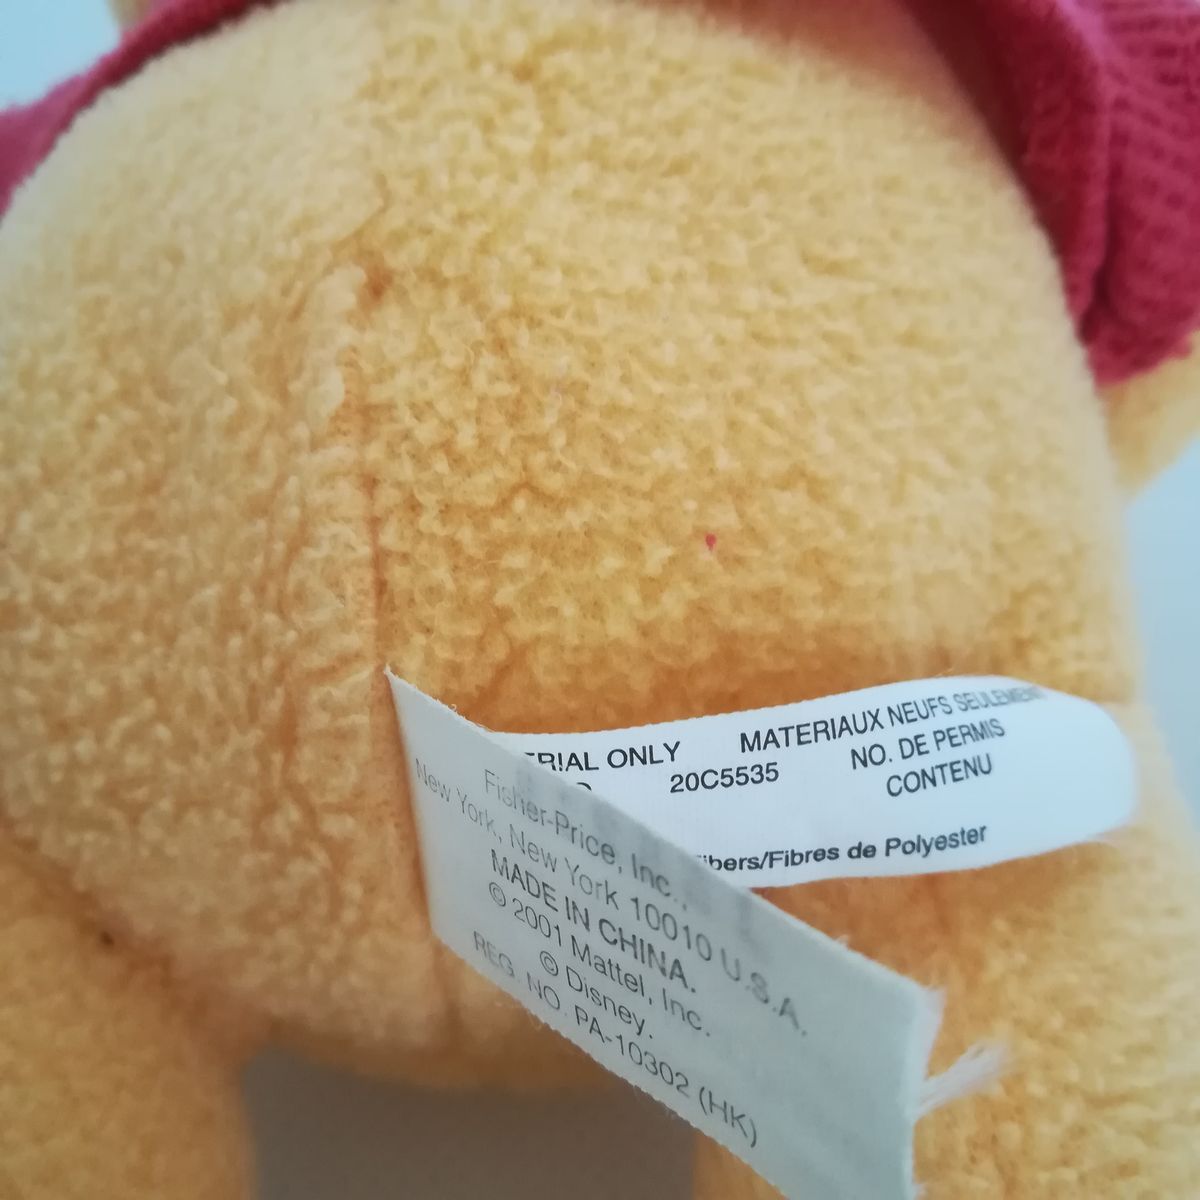 ERIAL ONLY MATERIAUX NEUFS SEULEMENT
20C5535 NO. DE PERMIS
CONTENU
ibers/Fibres de Polyester
Fisher-Price, Inc.,
New York, New York 10010 U.S.A.
MADE IN CHINA.
© 2001 Mattel, Inc.
© Disney.
REG. NO. PA-10302 (HK)